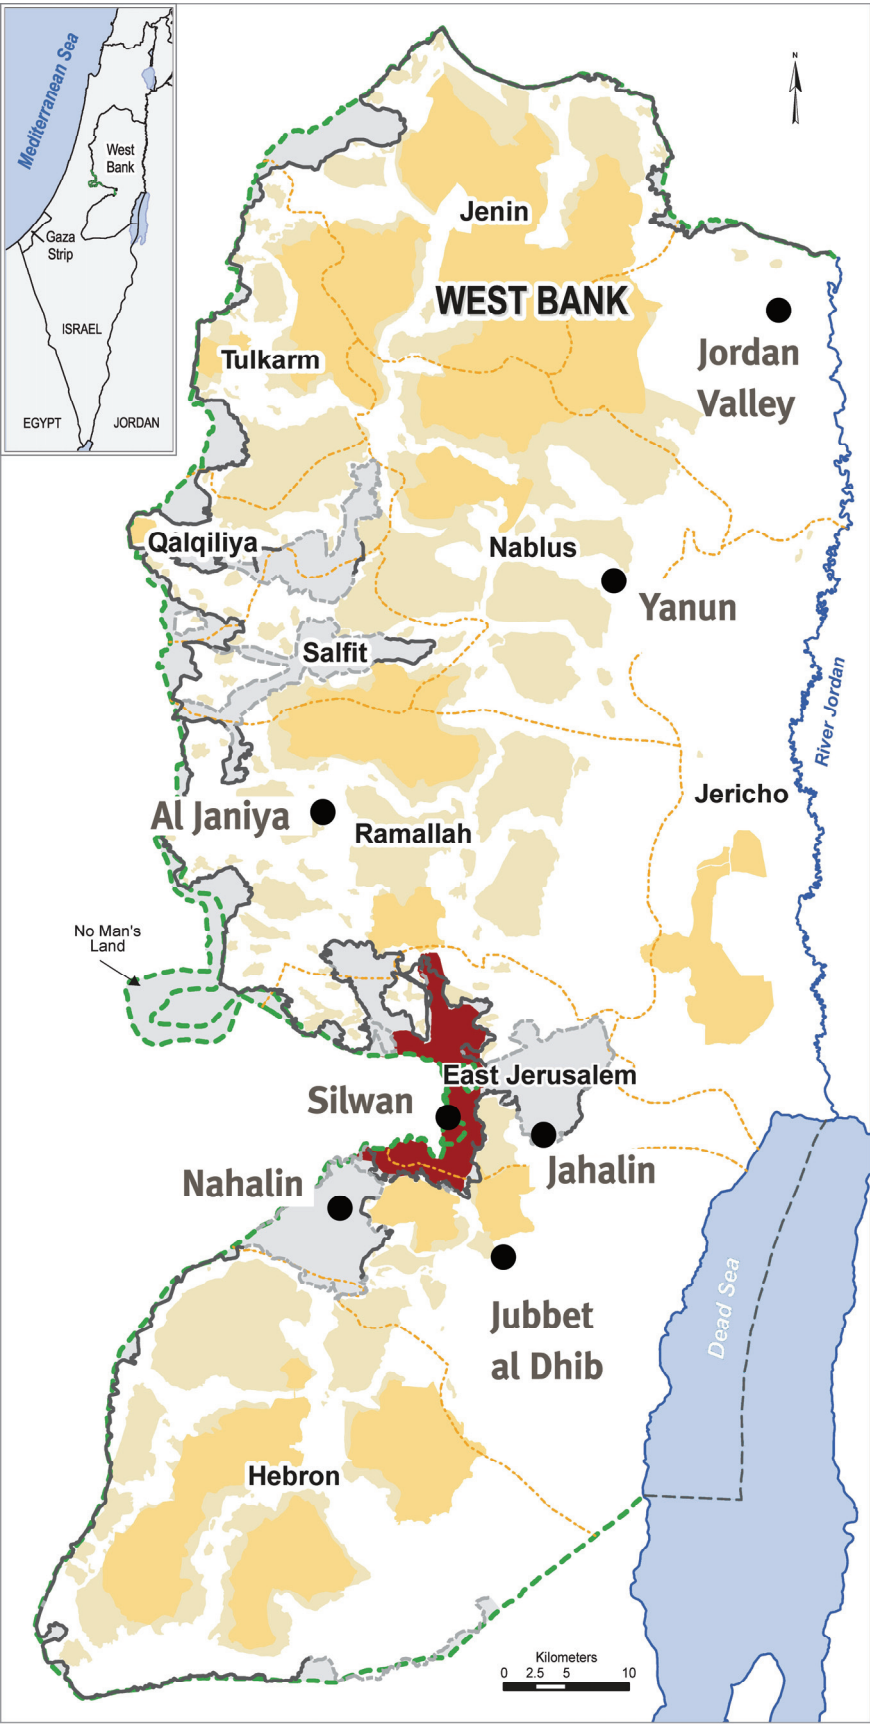 Mediterranean Sea
West
Bank
Gaza
Strip
ISRAEL
EGYPT
JORDAN
N
Jenin
WEST BANK
Jordan
Valley
Tulkarm
Qalqiliya
Nablus
Yanun
Salfit
River Jordan
Jericho
Al Janiya
Ramallah
No Man's
Land
East Jerusalem
Silwan
Jahalin
Nahalin
Jubbet
al Dhib
Dead Sea
Hebron
Kilometers
0 2.5 5 10